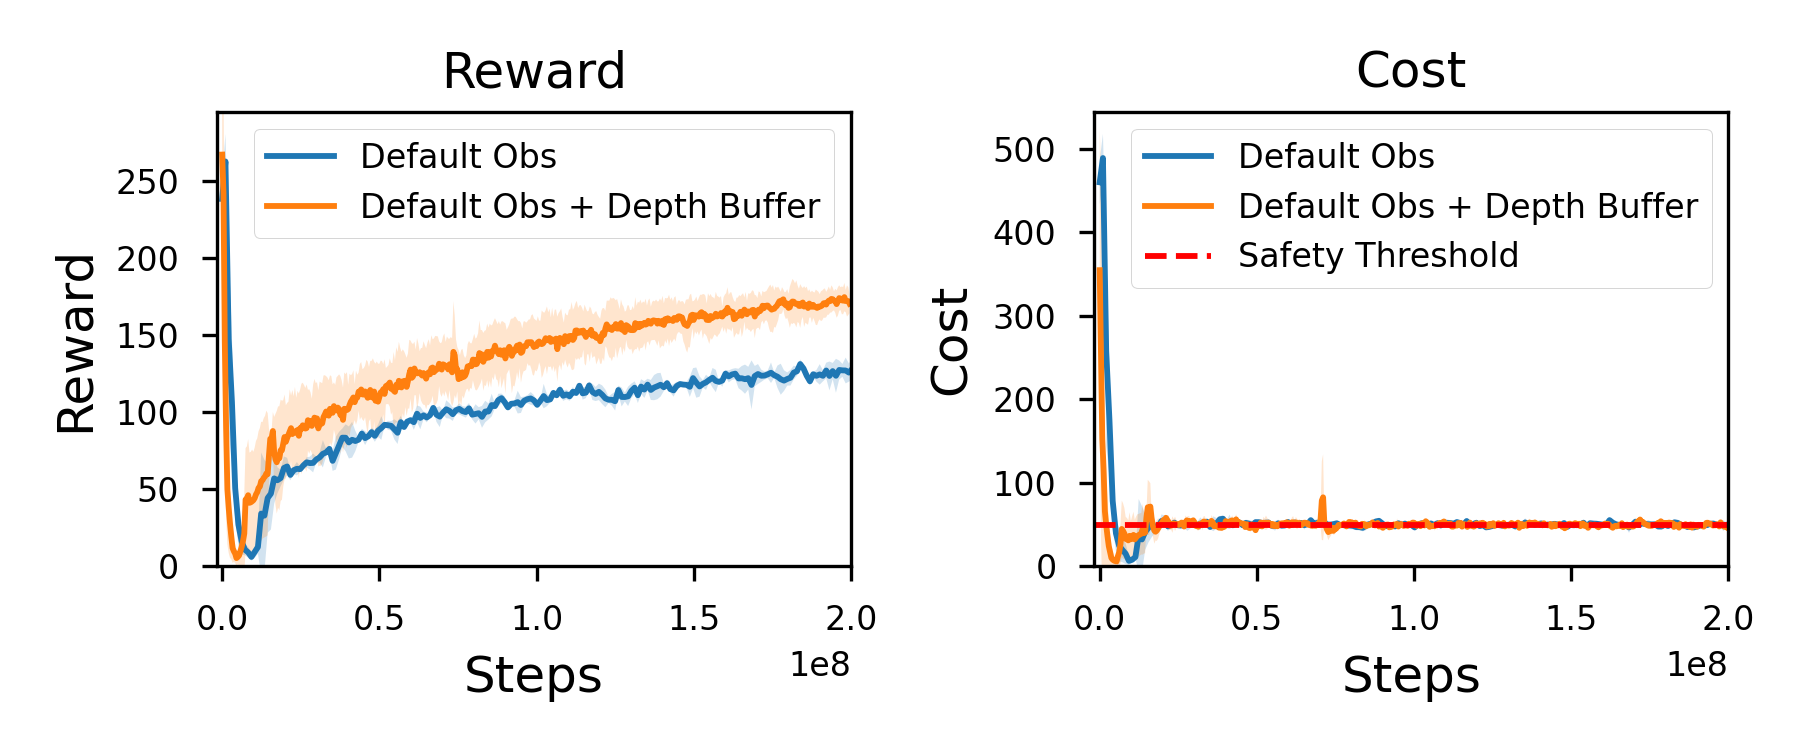 Reward
Default Obs
Default Obs + Depth Buffer
Reward
250
200
150
100
50
0
0.0 0.5 1.0 1.5 2.0
1e8
Steps
Cost
Default Obs
Default Obs + Depth Buffer
Safety Threshold
Cost
500
400
300
200
100
0
0.0 0.5 1.0 1.5 2.0
1e8
Steps